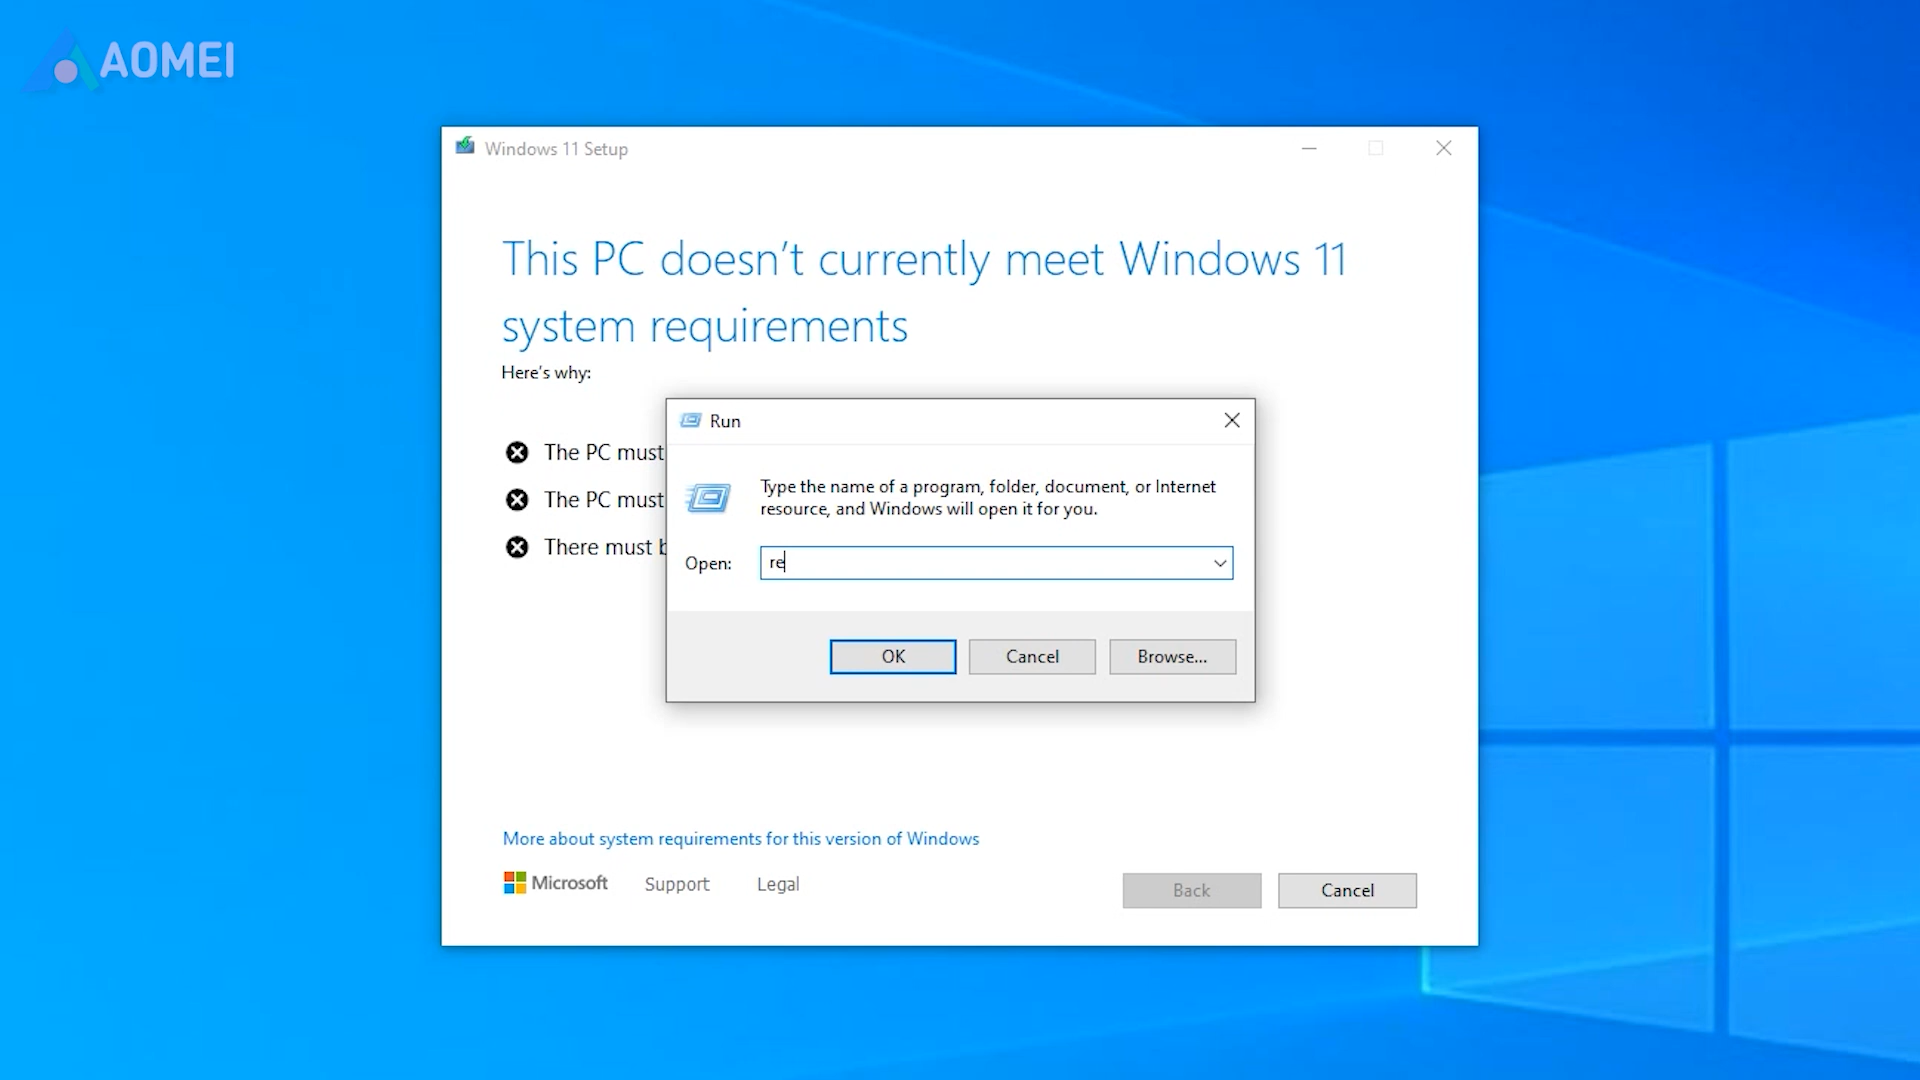 AOMEI
Windows 11 Setup
This PC doesn't currently meet Windows 11
system requirements
Here's why:
The PC must
The PC must
There must b
Run
Type the name of a program, folder, document, or Internet
resource, and Windows will open it for you.
Open: re
OK Cancel Browse...
More about system requirements for this version of Windows
Microsoft Support Legal
Back Cancel